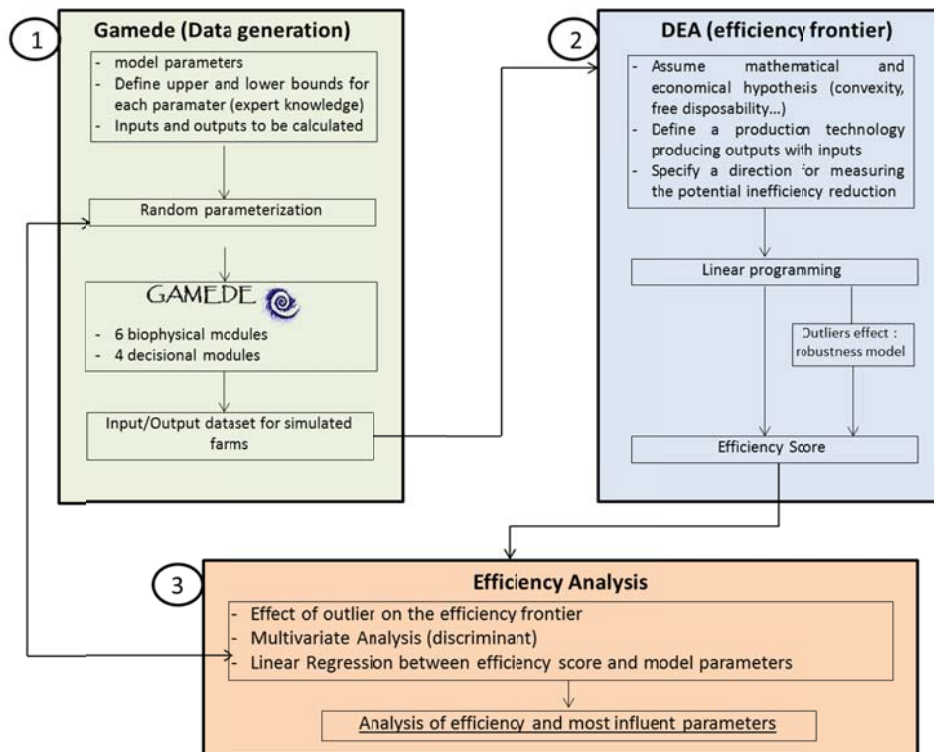 1
Gamede (Data generation)
- model parameters
- Define upper and lower bounds for
each paramater (expert knowledge)
- Inputs and outputs to be calculated
Random parameterization
GAMEDE
- 6 biophysical modules
- 4 decisional modules
Input/Output dataset for simulated
farms
2
DEA (efficiency frontier)
- Assume mathematical and
economical hypothesis (convexity,
free disposability...)
- Define a production technology
producing outputs with inputs
- Specify a direction for measuring
the potential inefficiency reduction
Linear programming
Outliers effect :
robustness model
Efficiency Score
3
Efficiency Analysis
- Effect of outlier on the efficiency frontier
- Multivariate Analysis (discriminant)
- Linear Regression between efficiency score and model parameters
Analysis of efficiency and most influent parameters